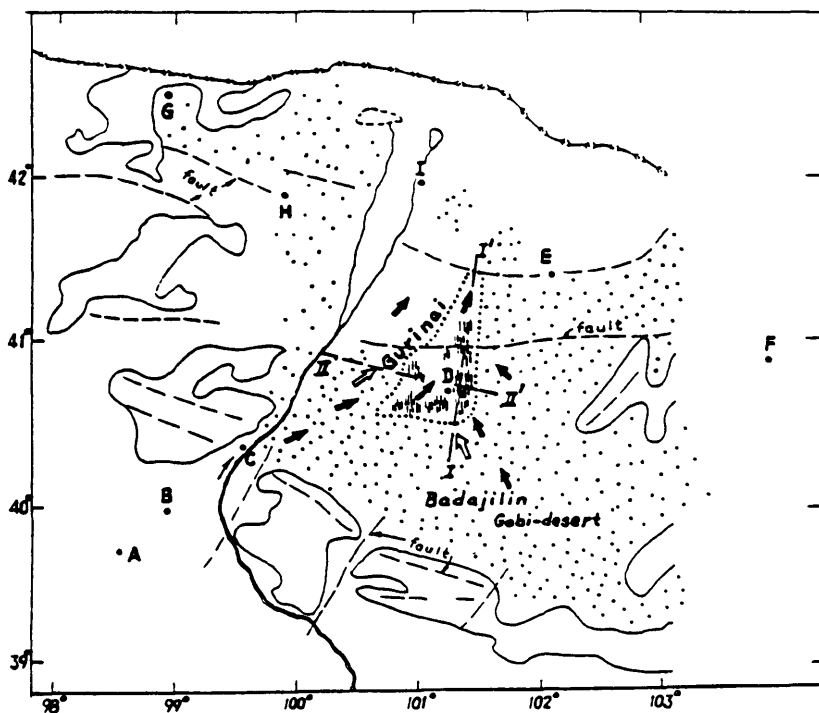 G
42°
fault
H
I
I'
E
Gurinai
41°
fault
F
II
D
II'
C
I
Badajilin
40°
B
Gobi-desert
A
fault
39°
98° 99° 100° 101° 102° 103°